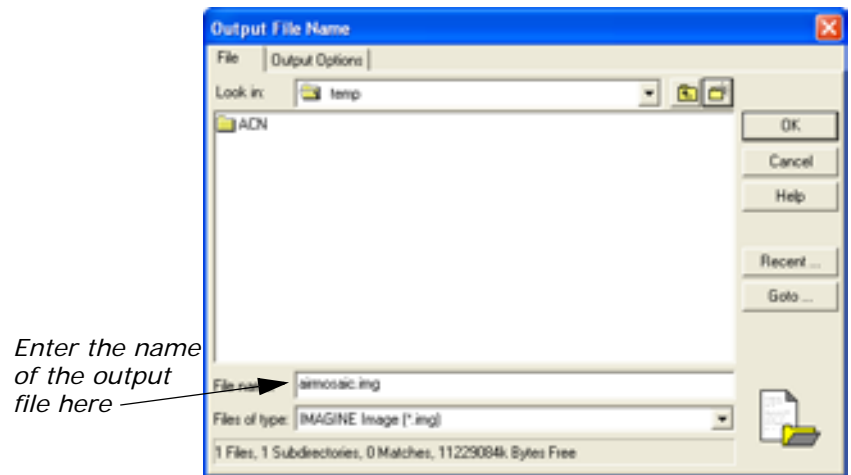 Output File Name
File
Output Options
Look in:
temp
ACN
OK
Cancel
Help
Recent ...
Goto ...
Enter the name
of the output
file here
File name:
airmosaic.img
Files of type:
IMAGINE Image (*.img)
1 Files, 1 Subdirectories, 0 Matches, 11229084k Bytes Free